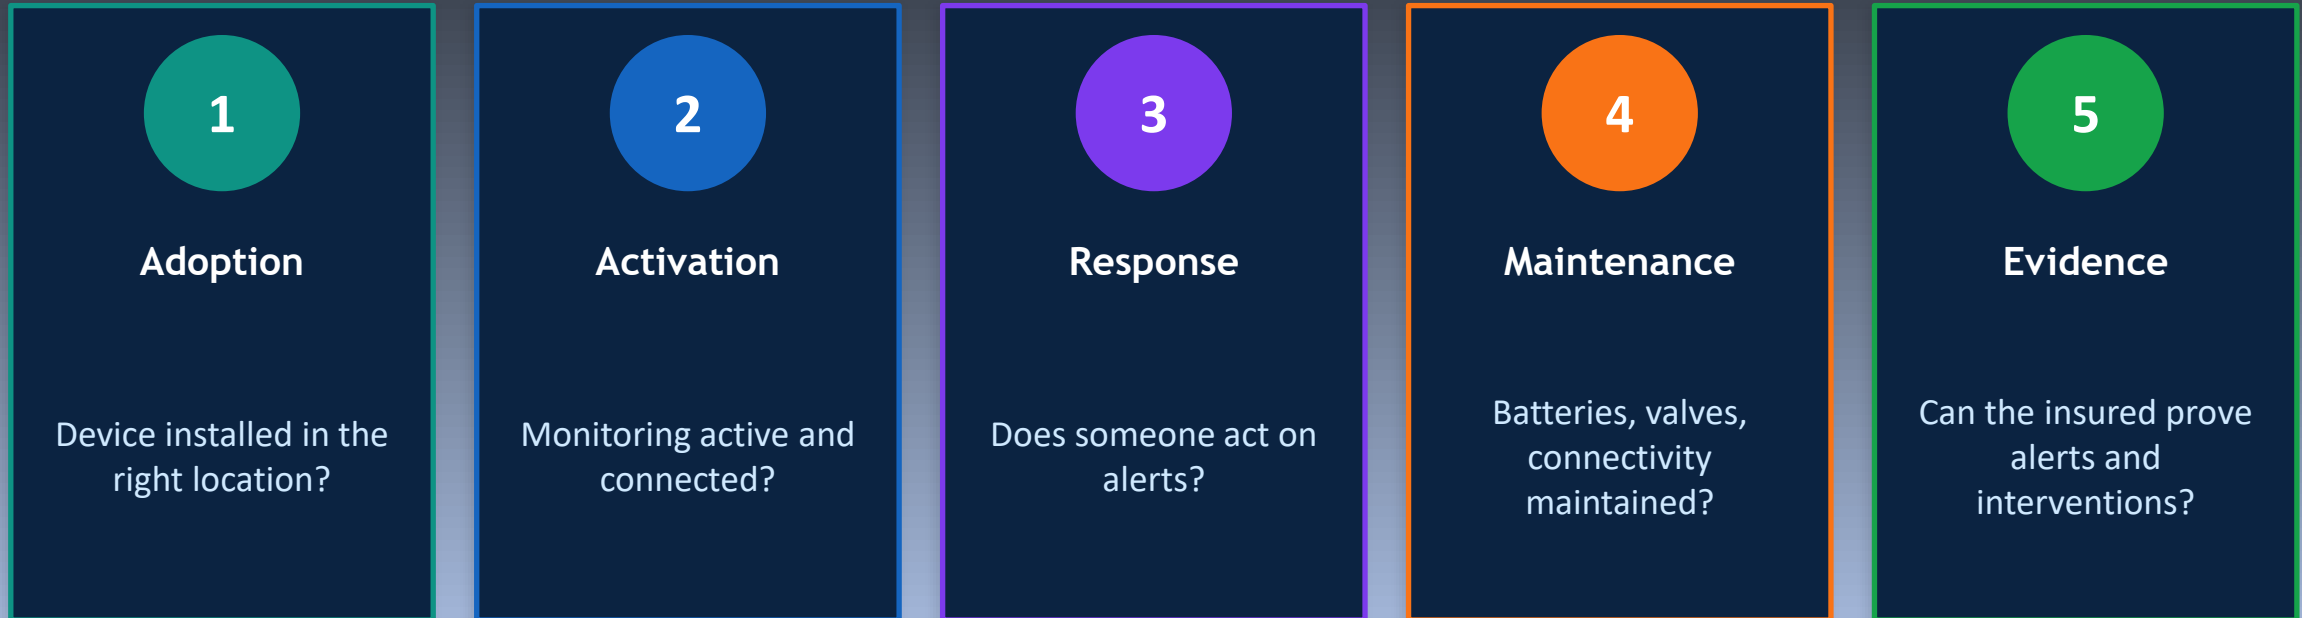 1
Adoption
Device installed in the
right location?
2
Activation
Monitoring active and
connected?
3
Response
Does someone act on
alerts?
4
Maintenance
Batteries, valves,
connectivity
maintained?
5
Evidence
Can the insured prove
alerts and
interventions?